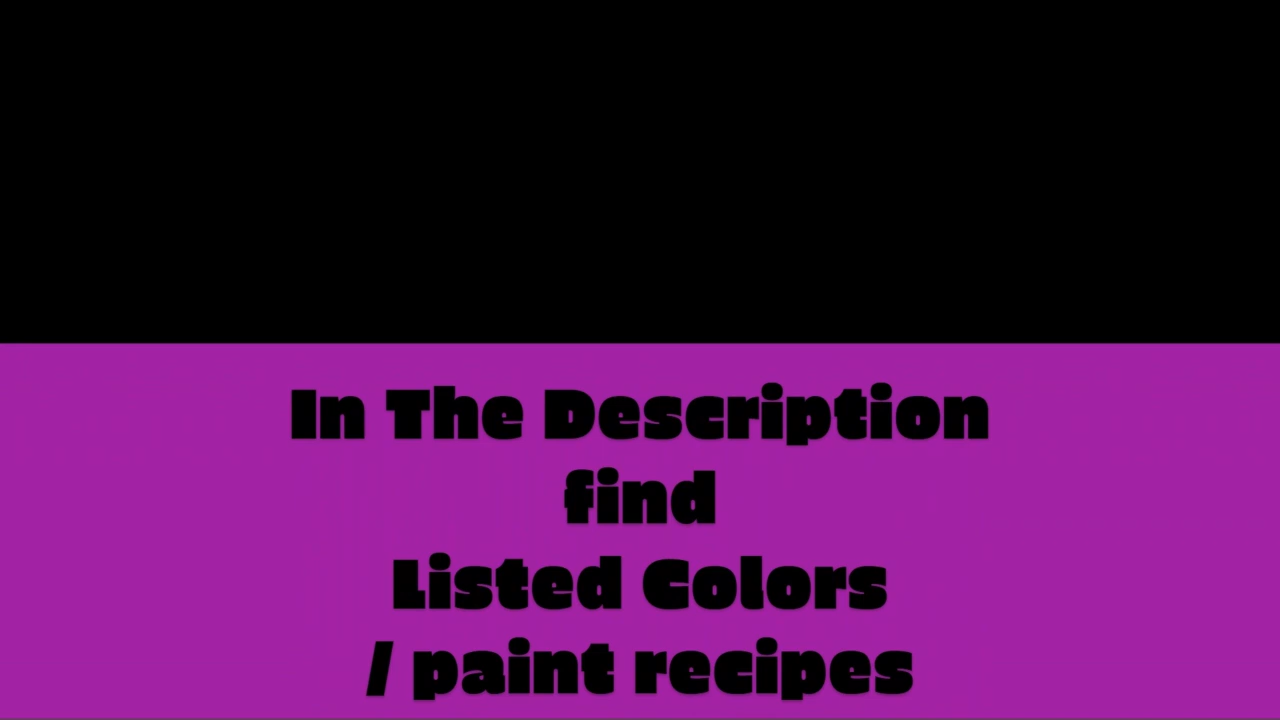 In The Description
find
Listed Colors
/ paint recipes